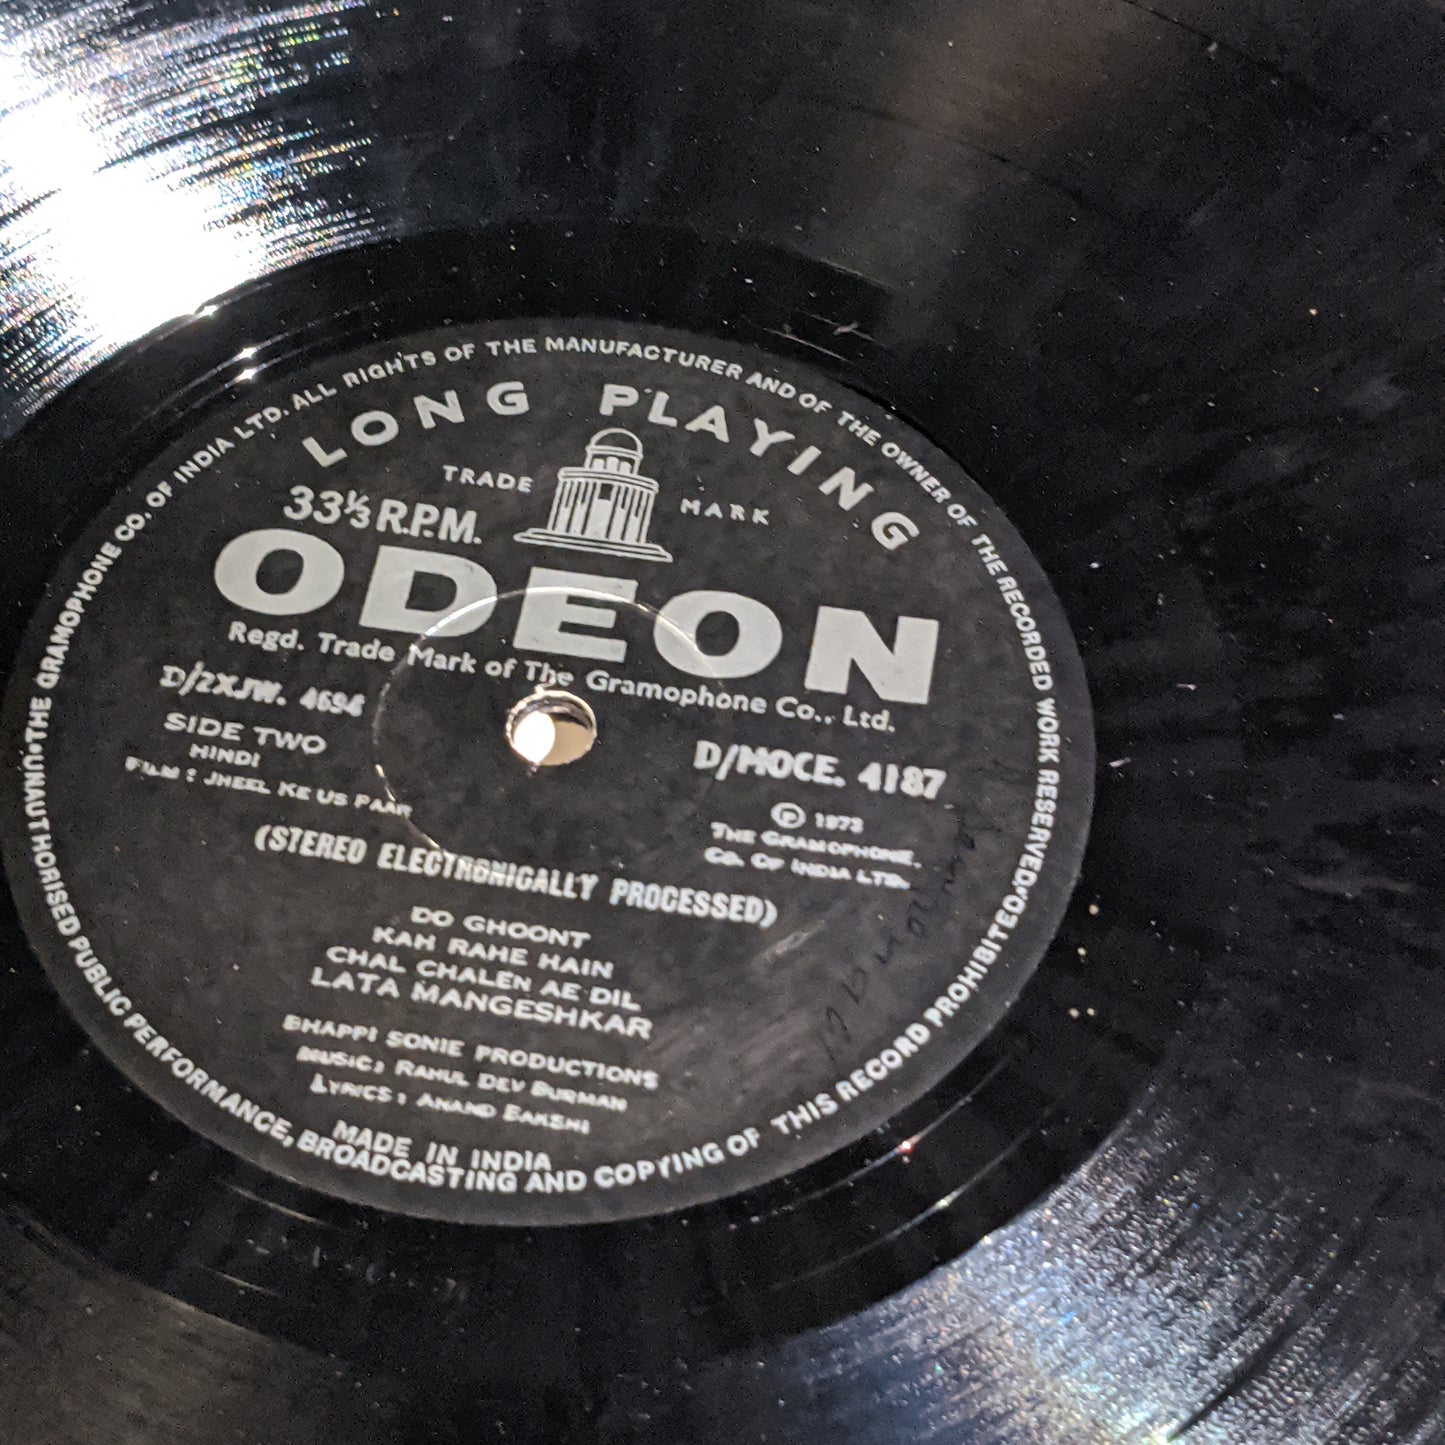 UNAUTHORISED PUBLIC PERFORMANCE, BROADCASTING AND COPYING OF THIS RECORD PROHIBITED.
THE GRAMOPHONE CO. OF INDIA LTD. ALL RIGHTS OF THE MANUFACTURER AND OF THE OWNER OF THE RECORDED WORK RESERVED.
LONG PLAYING
TRADE MARK
33⅓ R.P.M.
ODEON
Regd. Trade Mark of The Gramophone Co., Ltd.
D/2XJW. 4694
SIDE TWO
HINDI
FILM : JHEEL KE US PAAR
D/MOCE. 4187
Ⓟ 1973
THE GRAMOPHONE.
CO. OF INDIA LTD.
(STEREO ELECTRONICALLY PROCESSED)
DO GHOONT
KAH RAHE HAIN
CHAL CHALEN AE DIL
LATA MANGESHKAR
BHAPPI SONIE PRODUCTIONS
MUSIC: RAHUL DEV BURMAN
LYRICS : ANAND BAKSHI
MADE IN INDIA